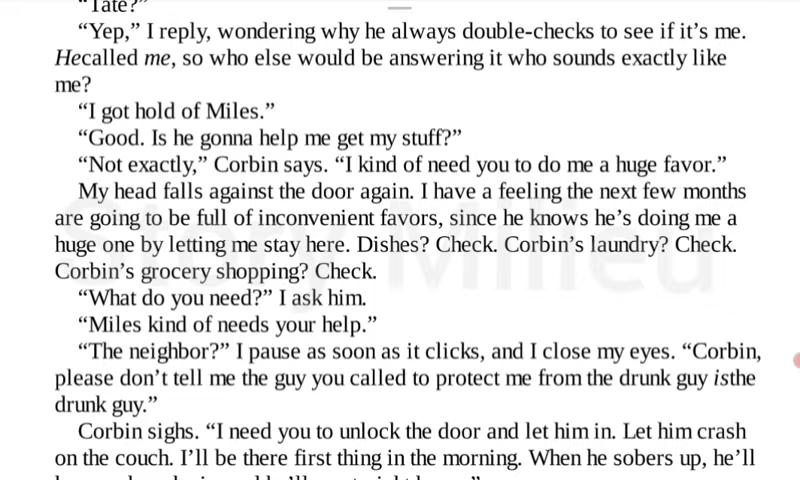 "Tate?"
"Yep," I reply, wondering why he always double-checks to see if it's me.
Hecalled me, so who else would be answering it who sounds exactly like
me?
"I got hold of Miles."
"Good. Is he gonna help me get my stuff?"
"Not exactly," Corbin says. "I kind of need you to do me a huge favor."
My head falls against the door again. I have a feeling the next few months
are going to be full of inconvenient favors, since he knows he's doing me a
huge one by letting me stay here. Dishes? Check. Corbin's laundry? Check.
Corbin's grocery shopping? Check.
"What do you need?" I ask him.
"Miles kind of needs your help."
"The neighbor?" I pause as soon as it clicks, and I close my eyes. "Corbin,
please don't tell me the guy you called to protect me from the drunk guy isthe
drunk guy."
Corbin sighs. "I need you to unlock the door and let him in. Let him crash
on the couch. I'll be there first thing in the morning. When he sobers up, he'll